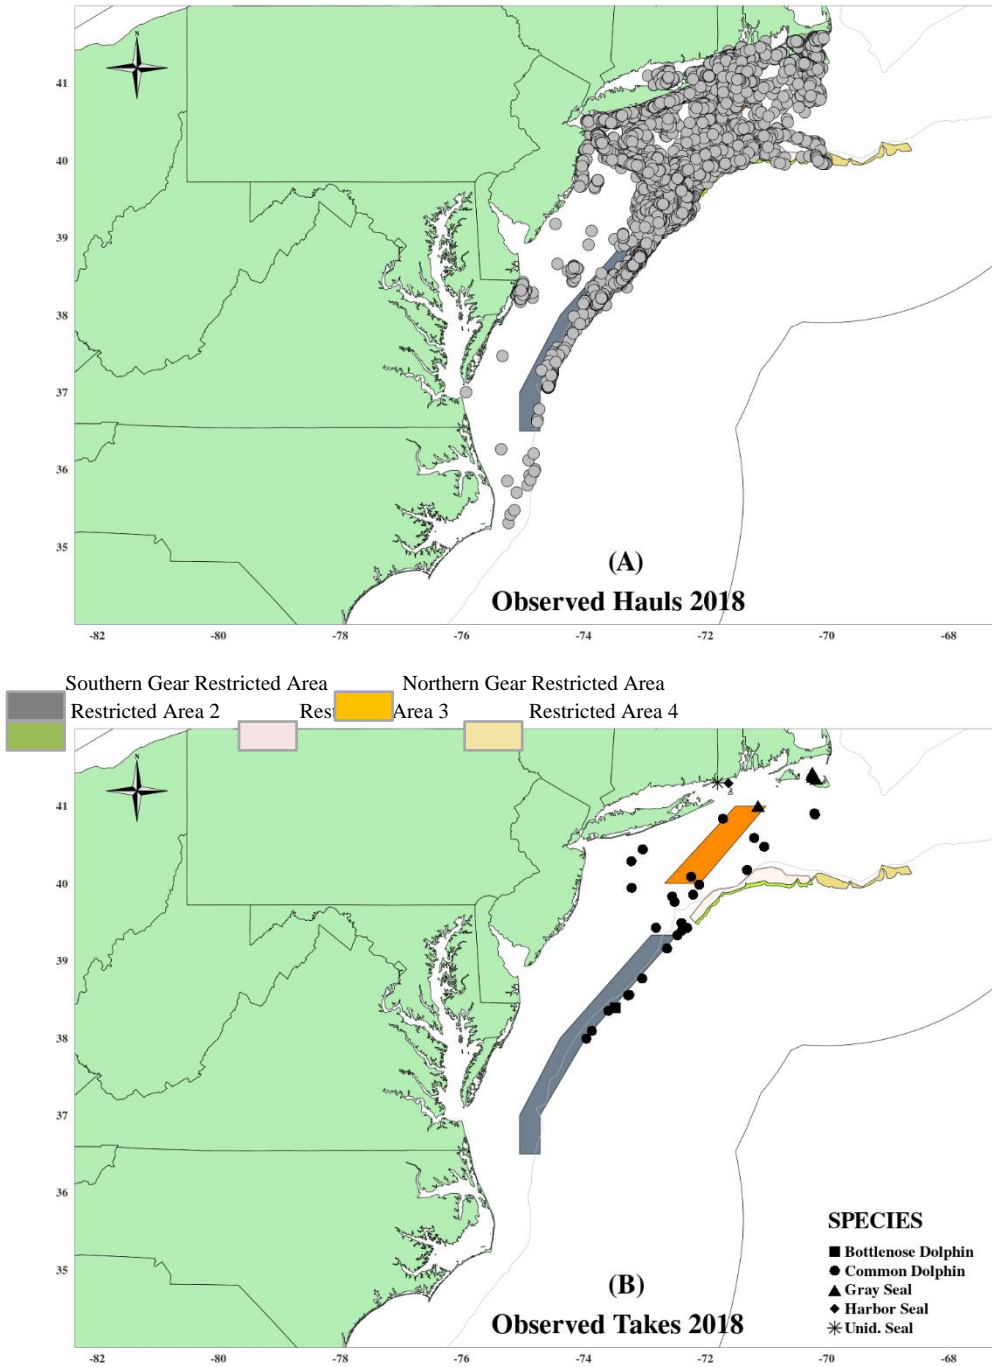 N
41
40
39
38
37
36
35
(A)
Observed Hauls 2018
-82 -80 -78 -76 -74 -72 -70 -68
Southern Gear Restricted Area Northern Gear Restricted Area
Restricted Area 2 Rest Area 3 Restricted Area 4
N
41
40
39
38
37
36
35
SPECIES
Bottlenose Dolphin
Common Dolphin
Gray Seal
Harbor Seal
Unid. Seal
(B)
Observed Takes 2018
-82 -80 -78 -76 -74 -72 -70 -68